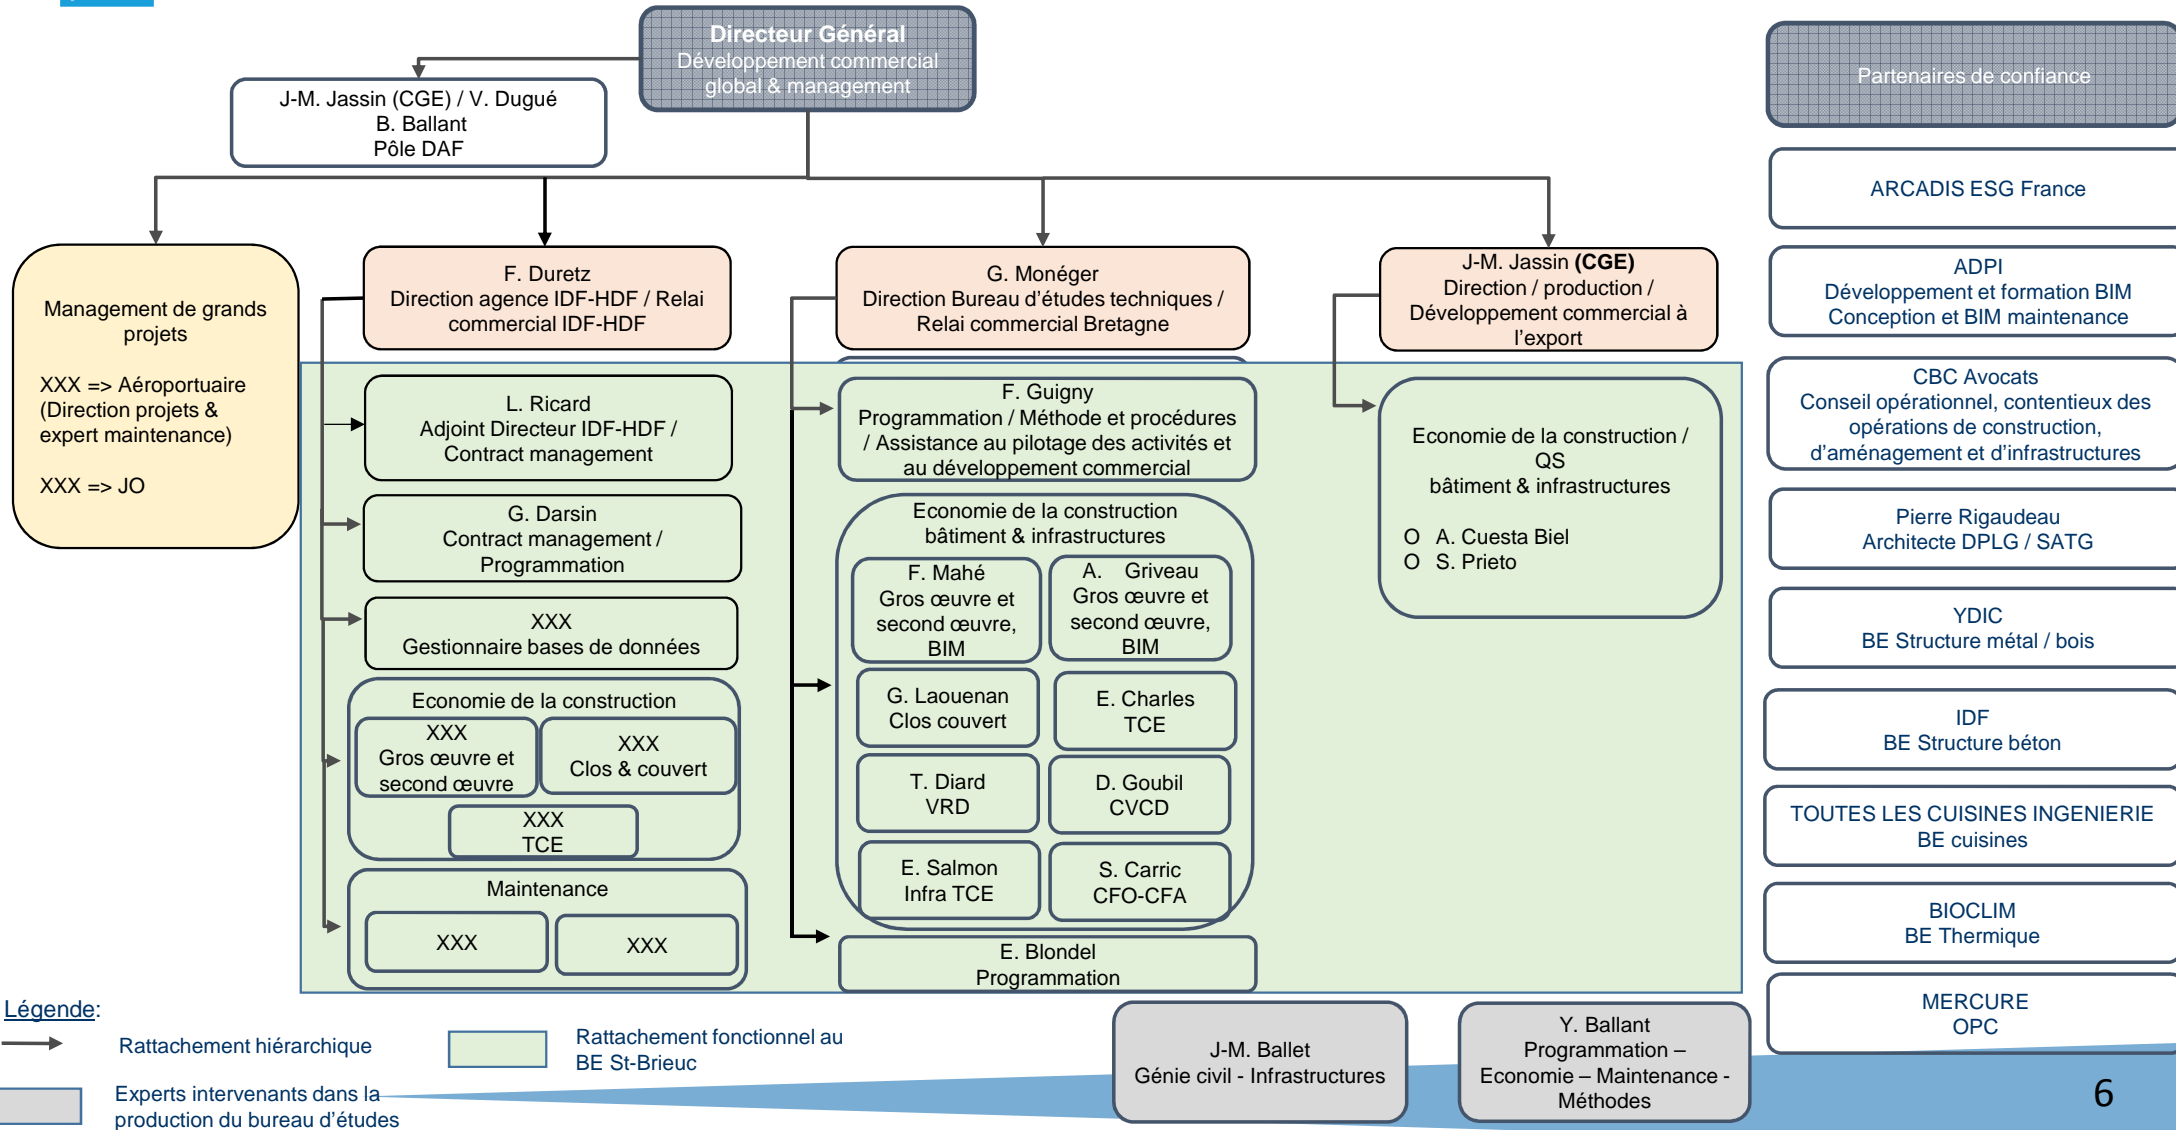 Directeur Général
Développement commercial
global & management
J-M. Jassin (CGE) / V. Dugué
B. Ballant
Pôle DAF
Management de grands
projets
XXX => Aéroportuaire
(Direction projets &
expert maintenance)
XXX => JO
F. Duretz
Direction agence IDF-HDF / Relai
commercial IDF-HDF
L. Ricard
Adjoint Directeur IDF-HDF /
Contract management
G. Darsin
Contract management /
Programmation
XXX
Gestionnaire bases de données
Economie de la construction
XXX
Gros œuvre et
second œuvre
XXX
Clos & couvert
XXX
TCE
Maintenance
XXX
XXX
G. Monéger
Direction Bureau d'études techniques /
Relai commercial Bretagne
F. Guigny
Programmation / Méthode et procédures
/ Assistance au pilotage des activités et
au développement commercial
Economie de la construction
bâtiment & infrastructures
F. Mahé
Gros œuvre et
second œuvre,
BIM
A. Griveau
Gros œuvre et
second œuvre,
BIM
G. Laouenan
Clos couvert
E. Charles
TCE
T. Diard
VRD
D. Goubil
CVCD
E. Salmon
Infra TCE
S. Carric
CFO-CFA
E. Blondel
Programmation
J-M. Jassin (CGE)
Direction / production /
Développement commercial à
l'export
Economie de la construction /
QS
bâtiment & infrastructures
O A. Cuesta Biel
O S. Prieto
Partenaires de confiance
ARCADIS ESG France
ADPI
Développement et formation BIM
Conception et BIM maintenance
CBC Avocats
Conseil opérationnel, contentieux des
opérations de construction,
d'aménagement et d'infrastructures
Pierre Rigaudeau
Architecte DPLG / SATG
YDIC
BE Structure métal / bois
IDF
BE Structure béton
TOUTES LES CUISINES INGENIERIE
BE cuisines
BIOCLIM
BE Thermique
MERCURE
OPC
Légende:
Rattachement hiérarchique
Rattachement fonctionnel au
BE St-Brieuc
Experts intervenants dans la
production du bureau d'études
J-M. Ballet
Génie civil - Infrastructures
Y. Ballant
Programmation –
Economie – Maintenance -
Méthodes
6